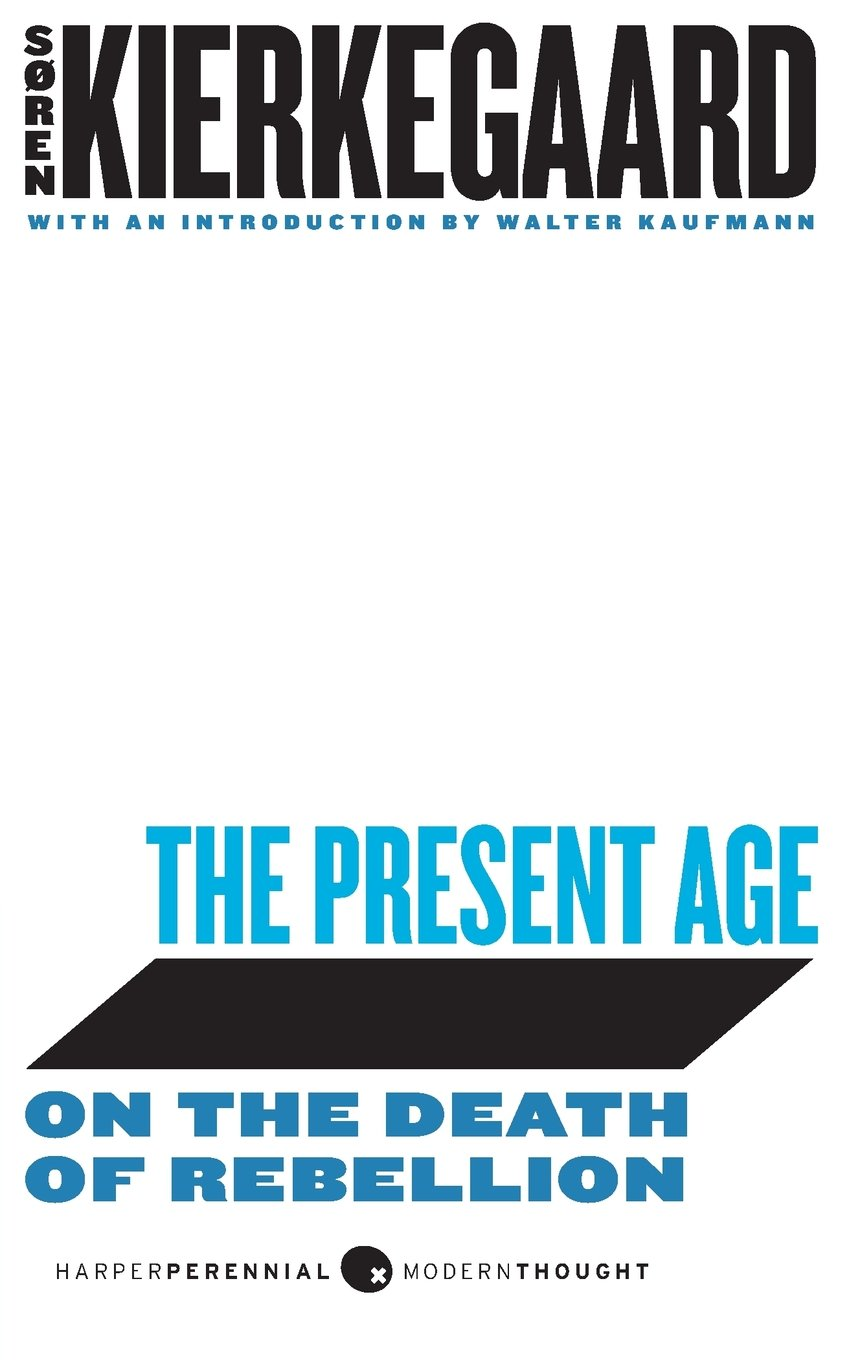 SØREN
KIERKEGAARD
WITH AN INTRODUCTION BY WALTER KAUFMANN
THE PRESENT AGE
ON THE DEATH
OF REBELLION
HARPERPERENNIAL MODERNTHOUGHT